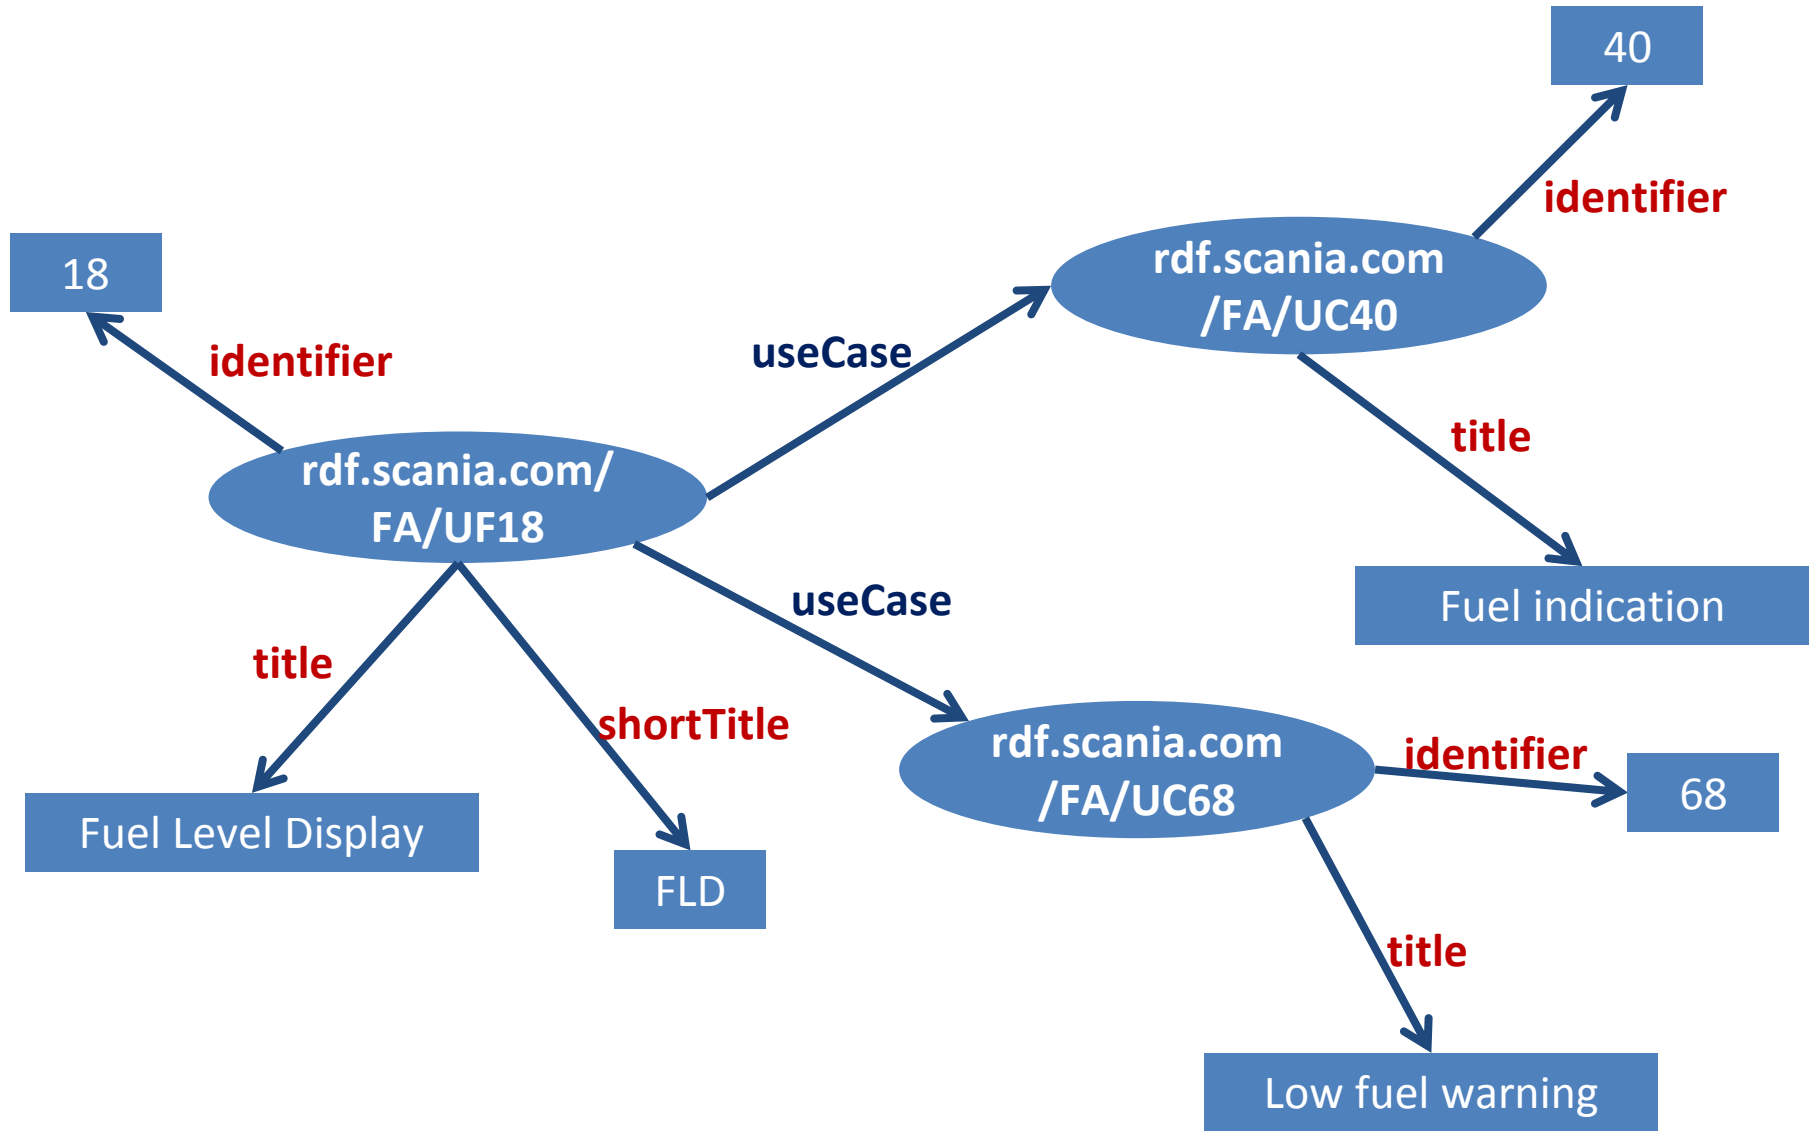 40
identifier
rdf.scania.com
/FA/UC40
18
identifier
useCase
title
rdf.scania.com/
FA/UF18
Fuel indication
useCase
title
shortTitle
rdf.scania.com
/FA/UC68
identifier
68
Fuel Level Display
FLD
title
Low fuel warning